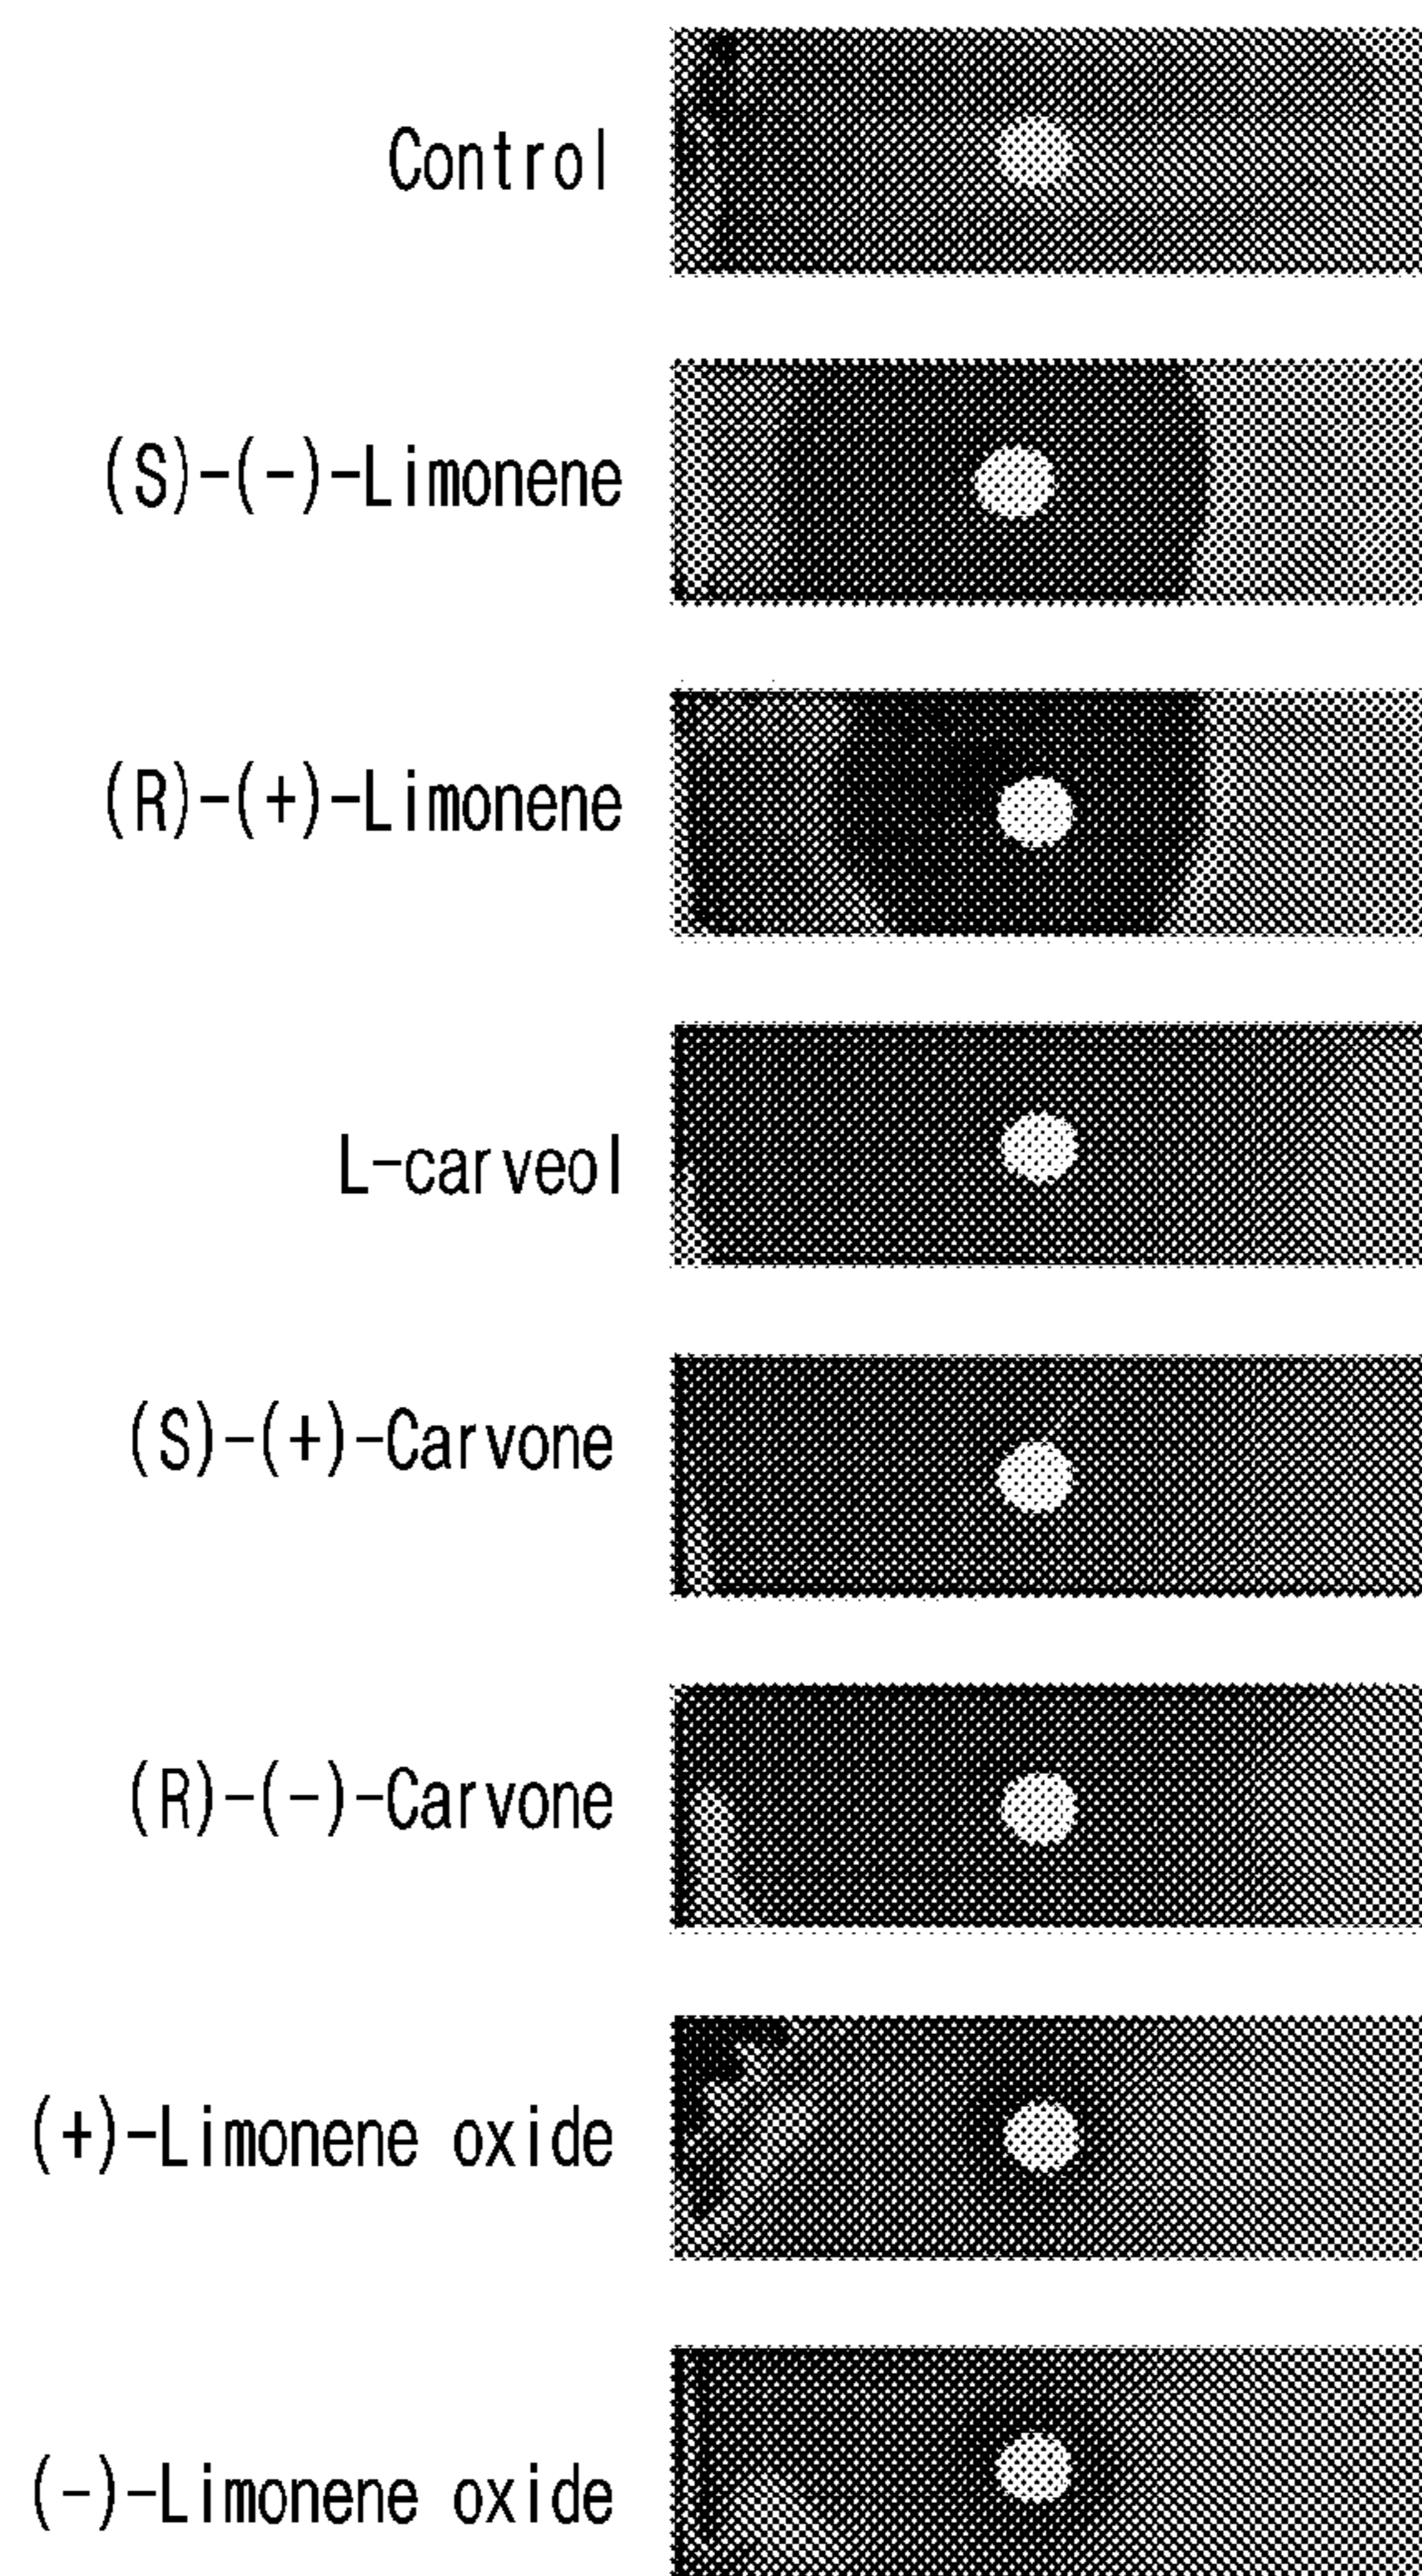 Control
(S)-(-)-Limonene
(R)-(+)-Limonene
L-carveol
(S)-(+)-Carvone
(R)-(-)-Carvone
(+)-Limonene oxide
(-)-Limonene oxide